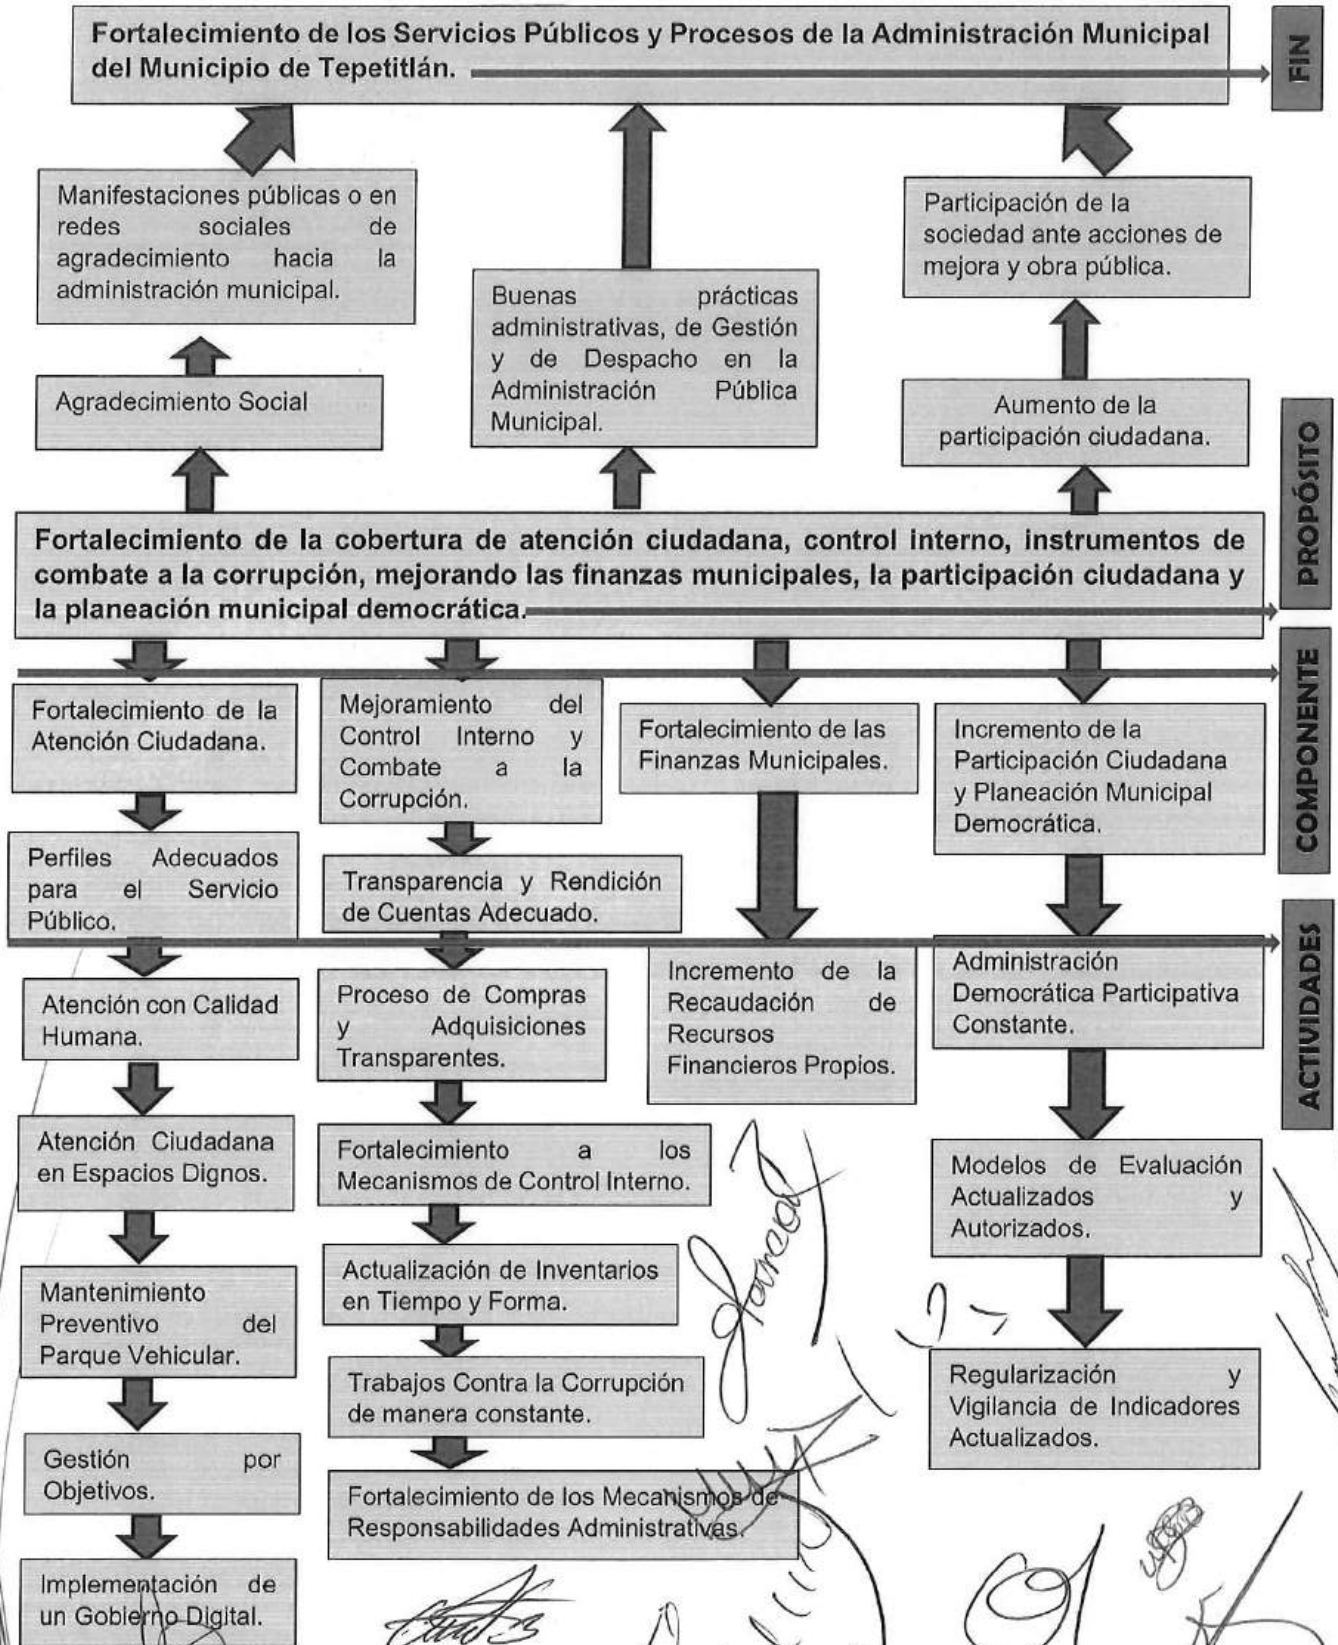 Fortalecimiento de los Servicios Públicos y Procesos de la Administración Municipal
del Municipio de Tepetitlán.
FIN
Manifestaciones públicas o en
redes sociales de
agradecimiento hacia la
administración municipal.
Buenas prácticas
administrativas, de Gestión
y de Despacho en la
Administración Pública
Municipal.
Participación de la
sociedad ante acciones de
mejora y obra pública.
Agradecimiento Social
Aumento de la
participación ciudadana.
PROPÓSITO
Fortalecimiento de la cobertura de atención ciudadana, control interno, instrumentos de
combate a la corrupción, mejorando las finanzas municipales, la participación ciudadana y
la planeación municipal democrática.
COMPONENTE
Fortalecimiento de la
Atención Ciudadana.
Mejoramiento del
Control Interno y
Combate a la
Corrupción.
Fortalecimiento de las
Finanzas Municipales.
Incremento de la
Participación Ciudadana
y Planeación Municipal
Democrática.
Perfiles Adecuados
para el Servicio
Público.
Transparencia y Rendición
de Cuentas Adecuado.
ACTIVIDADES
Atención con Calidad
Humana.
Proceso de Compras
y Adquisiciones
Transparentes.
Incremento de la
Recaudación de
Recursos
Financieros Propios.
Administración
Democrática Participativa
Constante.
Atención Ciudadana
en Espacios Dignos.
Fortalecimiento a los
Mecanismos de Control Interno.
Modelos de Evaluación
Actualizados y
Autorizados.
Mantenimiento
Preventivo del
Parque Vehicular.
Actualización de Inventarios
en Tiempo y Forma.
Trabajos Contra la Corrupción
de manera constante.
Regularización y
Vigilancia de Indicadores
Actualizados.
Gestión por
Objetivos.
Fortalecimiento de los Mecanismos de
Responsabilidades Administrativas.
Implementación de
un Gobierno Digital.